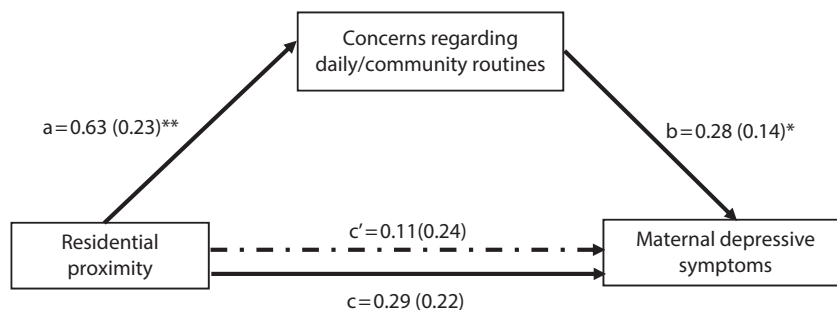 Concerns regarding
daily/community routines
a=0.63 (0.23)**
b=0.28 (0.14)*
Residential
proximity
c’=0.11(0.24)
Maternal depressive
symptoms
c=0.29 (0.22)